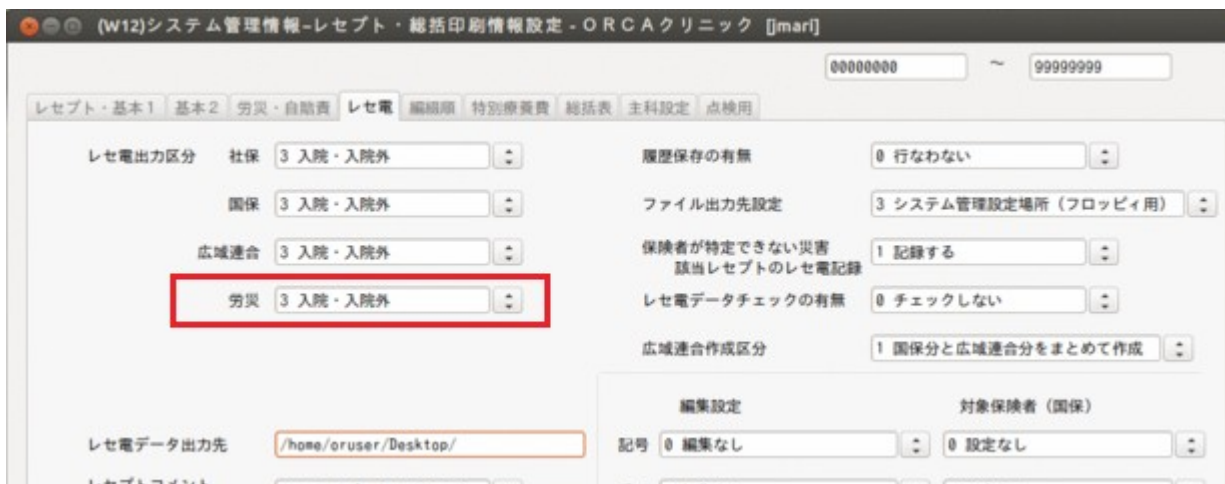 (W12)システム管理情報-レセプト・総括印刷情報設定 - ＯＲＣＡクリニック [jmari]
00000000 ～ 99999999
レセプト・基本1 基本2 労災・自賠責 レセ電 編綴順 特別療養費 総括表 主科設定 点検用
レセ電出力区分 社保 3 入院・入院外 履歴保存の有無 0 行なわない
国保 3 入院・入院外 ファイル出力先設定 3 システム管理設定場所（フロッピィ用）
広域連合 3 入院・入院外 保険者が特定できない災害
該当レセプトのレセ電記録 1 記録する
労災 3 入院・入院外 レセ電データチェックの有無 0 チェックしない
広域連合作成区分 1 国保分と広域連合分をまとめて作成
編集設定 対象保険者（国保）
レセ電データ出力先 /home/oruser/Desktop/ 記号 0 編集なし 0 設定なし